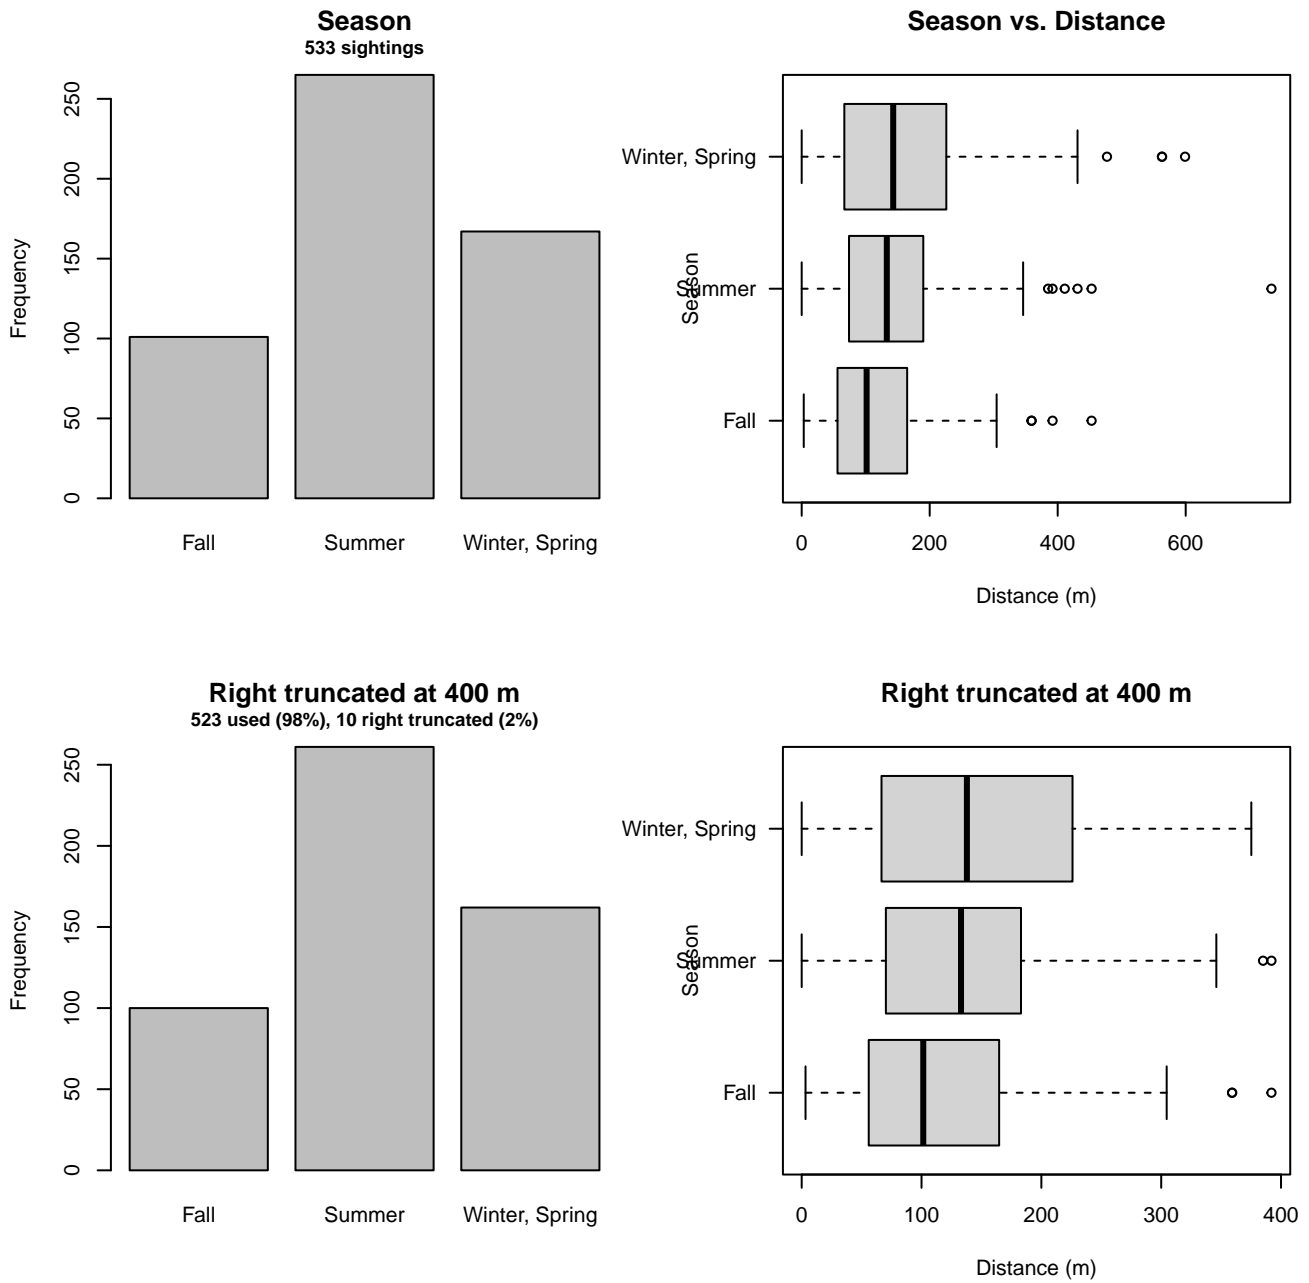 Season
533 sightings
Frequency
250
200
150
100
50
0
Fall Summer Winter, Spring
Season vs. Distance
Season
Winter, Spring
Summer
Fall
0 200 400 600
Distance (m)
Right truncated at 400 m
523 used (98%), 10 right truncated (2%)
Frequency
250
200
150
100
50
0
Fall Summer Winter, Spring
Right truncated at 400 m
Season
Winter, Spring
Summer
Fall
0 100 200 300 400
Distance (m)